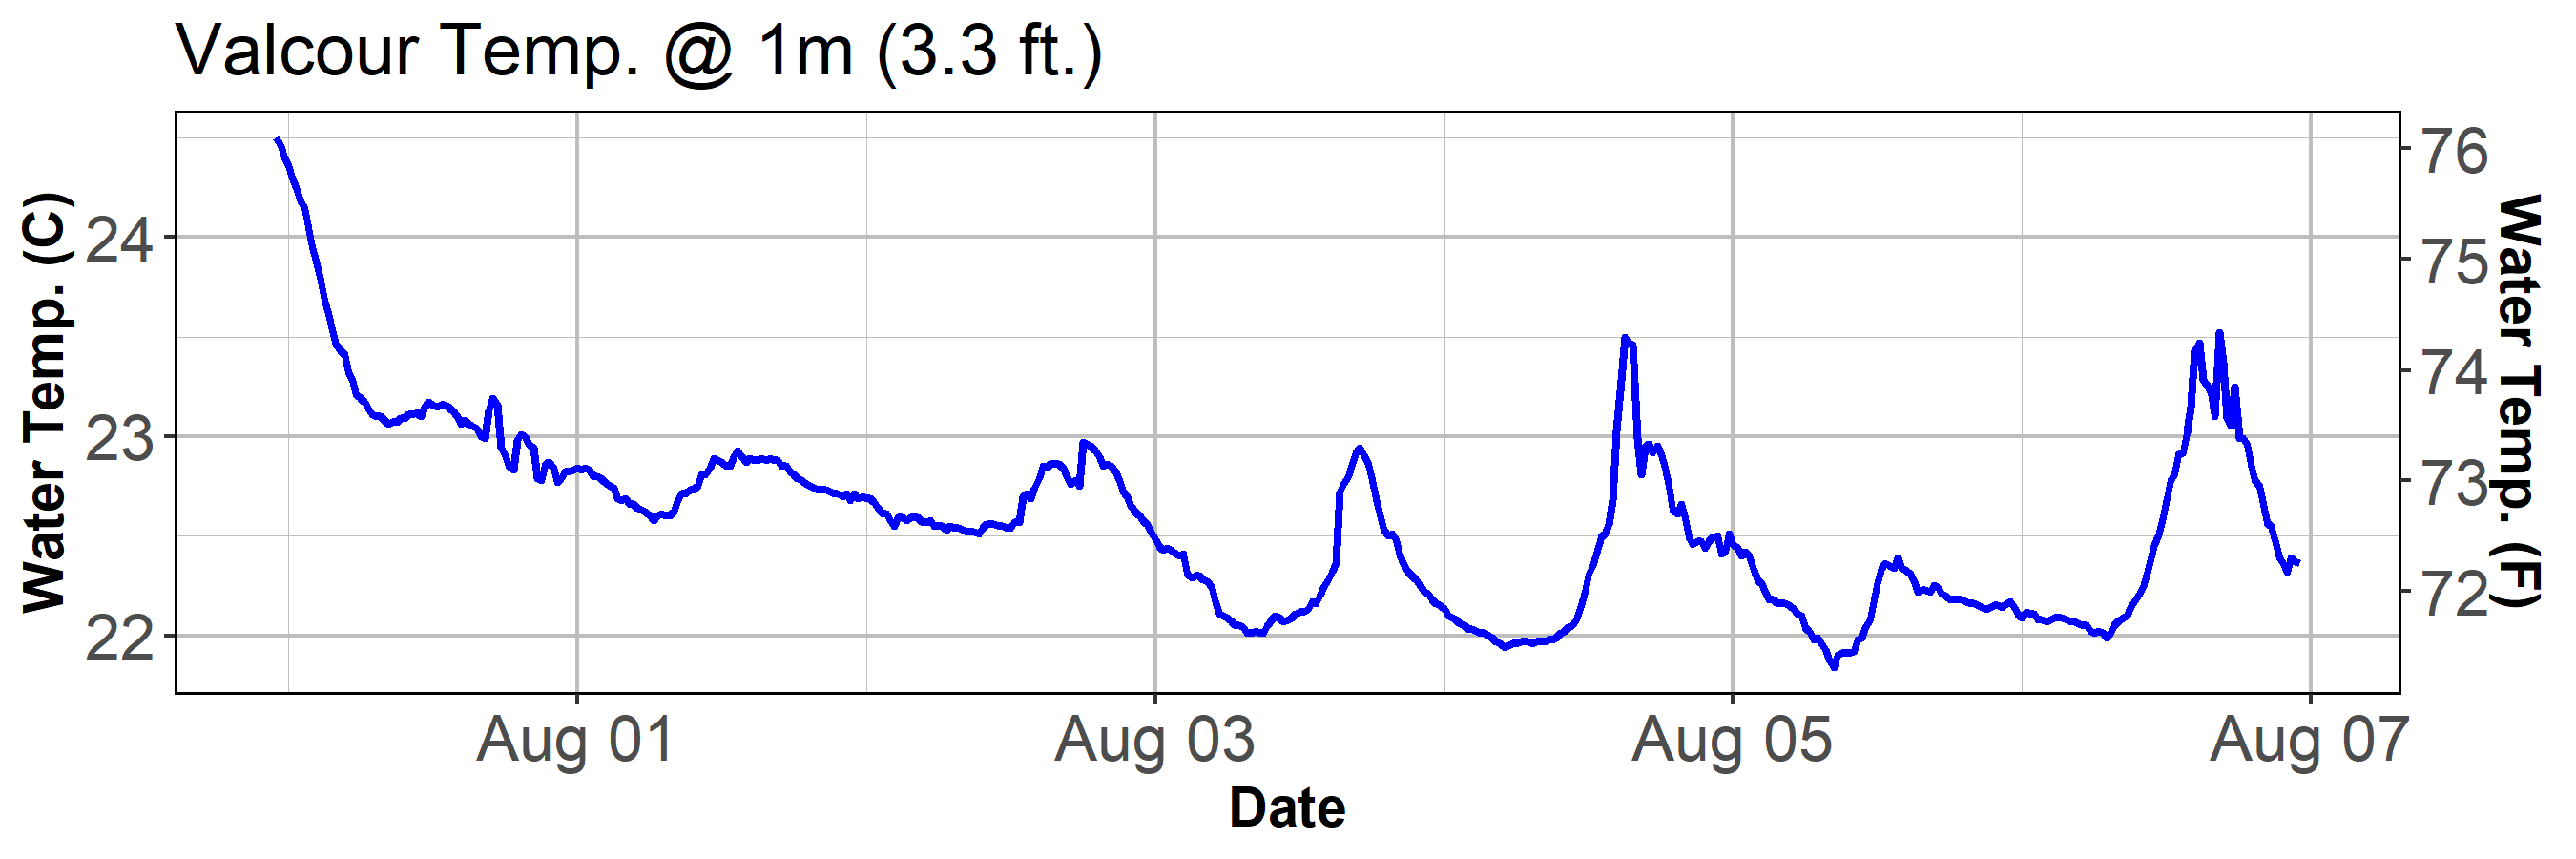 Valcour Temp. @ 1m (3.3 ft.)
Water Temp. (C)
24
23
22
76
75
74
73
72
Water Temp. (F)
Aug 01 Aug 03 Aug 05 Aug 07
Date